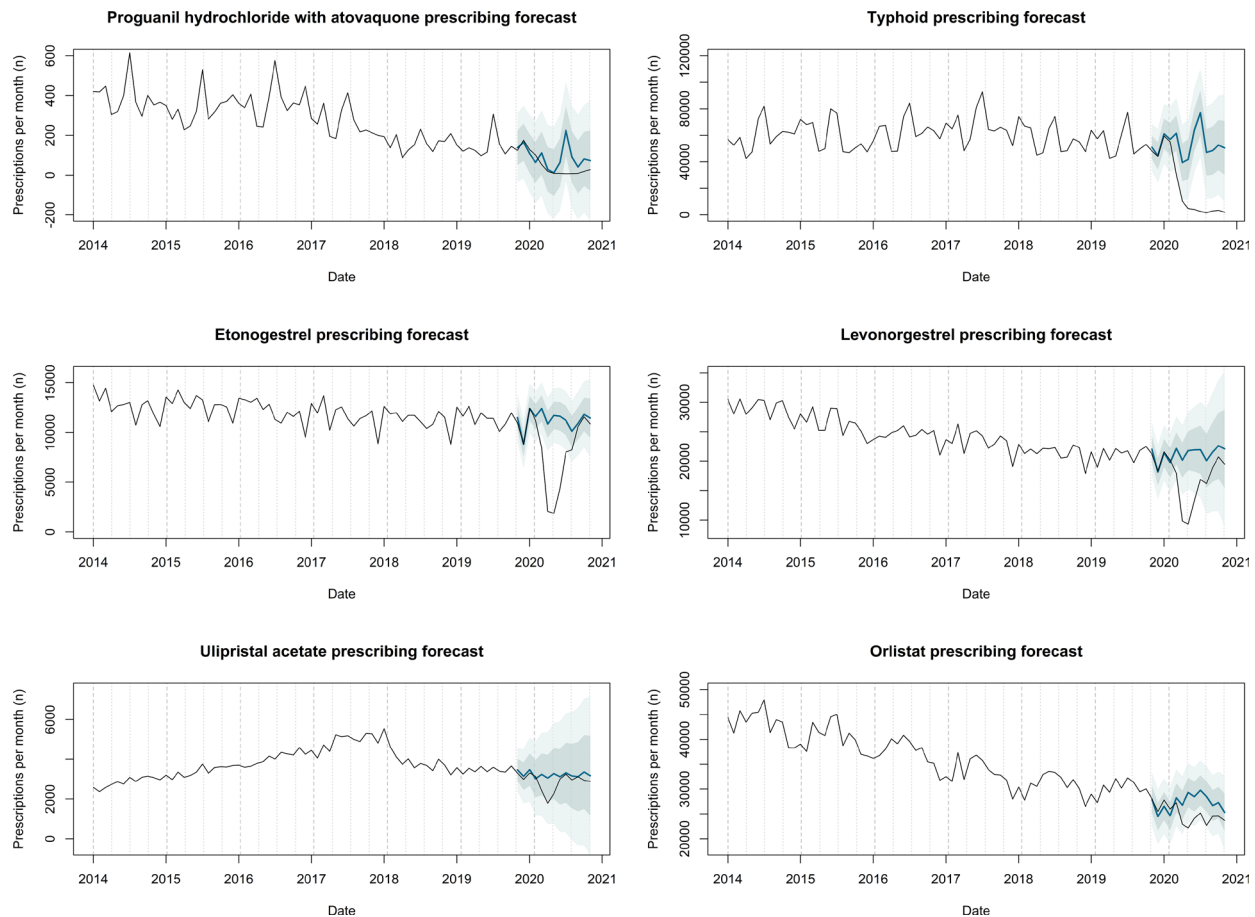 Proguanil hydrochloride with atovaquone prescribing forecast
Prescriptions per month (n)
600
400
200
0
-200
2014 2015 2016 2017 2018 2019 2020 2021
Date
Typhoid prescribing forecast
Prescriptions per month (n)
120000
80000
40000
0
2014 2015 2016 2017 2018 2019 2020 2021
Date
Etonogestrel prescribing forecast
Prescriptions per month (n)
15000
10000
5000
0
2014 2015 2016 2017 2018 2019 2020 2021
Date
Levonorgestrel prescribing forecast
Prescriptions per month (n)
30000
20000
10000
2014 2015 2016 2017 2018 2019 2020 2021
Date
Ulipristal acetate prescribing forecast
Prescriptions per month (n)
6000
2000
0
2014 2015 2016 2017 2018 2019 2020 2021
Date
Orlistat prescribing forecast
Prescriptions per month (n)
50000
40000
30000
20000
2014 2015 2016 2017 2018 2019 2020 2021
Date